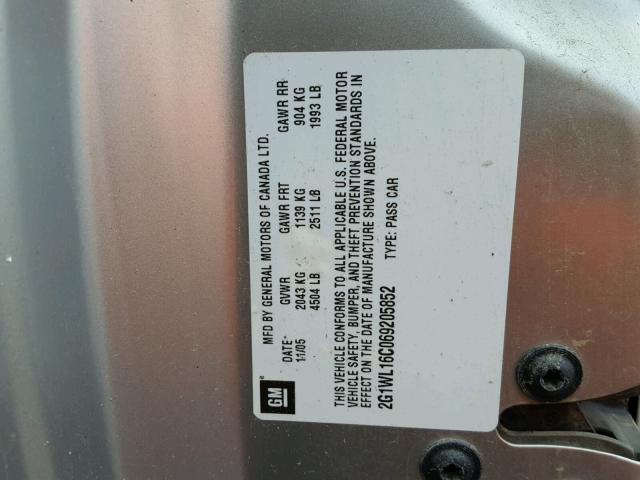 GM
MFD BY GENERAL MOTORS OF CANADA LTD.
DATE GVWR GAWR FRT GAWR RR
11/05 2043 KG 1139 KG 904 KG
4504 LB 2511 LB 1993 LB
THIS VEHICLE CONFORMS TO ALL APPLICABLE U.S. FEDERAL MOTOR
VEHICLE SAFETY, BUMPER, AND THEFT PREVENTION STANDARDS IN
EFFECT ON THE DATE OF MANUFACTURE SHOWN ABOVE.
2G1WL16C069205852 TYPE: PASS CAR